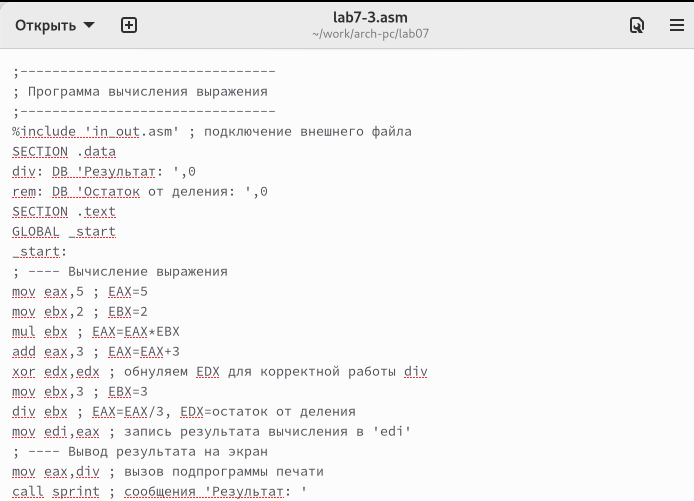 Открыть
lab7-3.asm
~/work/arch-pc/lab07
;--------------------------------
; Программа вычисления выражения
;--------------------------------
%include 'in_out.asm' ; подключение внешнего файла
SECTION .data
div: DB 'Результат: ',0
rem: DB 'Остаток от деления: ',0
SECTION .text
GLOBAL _start
_start:
; ---- Вычисление выражения
mov eax,5 ; EAX=5
mov ebx,2 ; EBX=2
mul ebx ; EAX=EAX*EBX
add eax,3 ; EAX=EAX+3
xor edx,edx ; обнуляем EDX для корректной работы div
mov ebx,3 ; EBX=3
div ebx ; EAX=EAX/3, EDX=остаток от деления
mov edi,eax ; запись результата вычисления в 'edi'
; ---- Вывод результата на экран
mov eax,div ; вызов подпрограммы печати
call sprint ; сообщения 'Результат: '